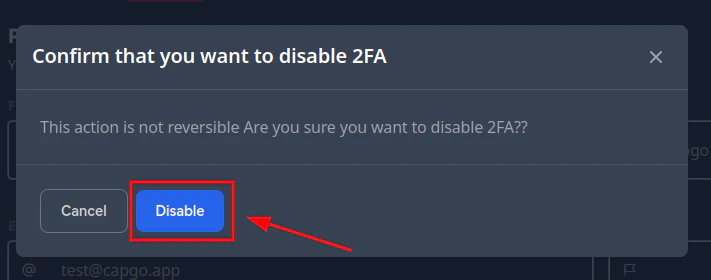 Confirm that you want to disable 2FA
This action is not reversible Are you sure you want to disable 2FA??
Cancel Disable
@ test@capgo.app